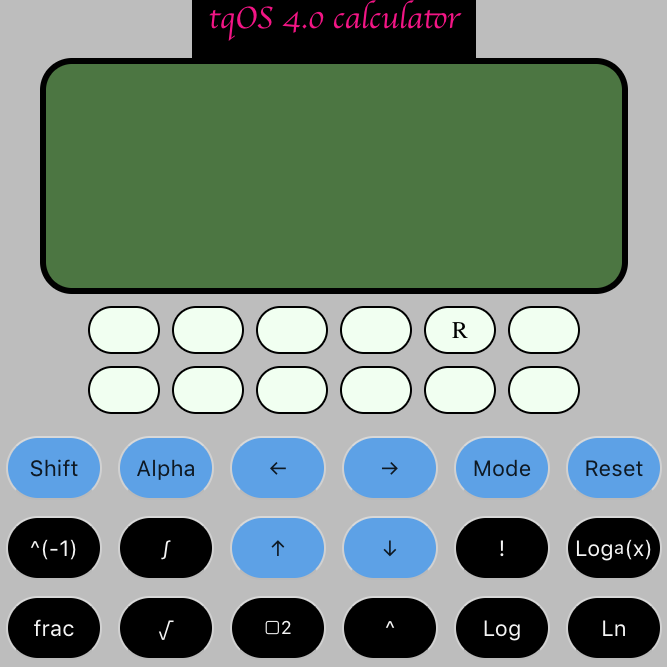 tqOS 4.0 calculator
R
Shift Alpha ← → Mode Reset
^(-1) ∫ ↑ ↓ ! Loga(x)
frac √ ▢2 ^ Log Ln